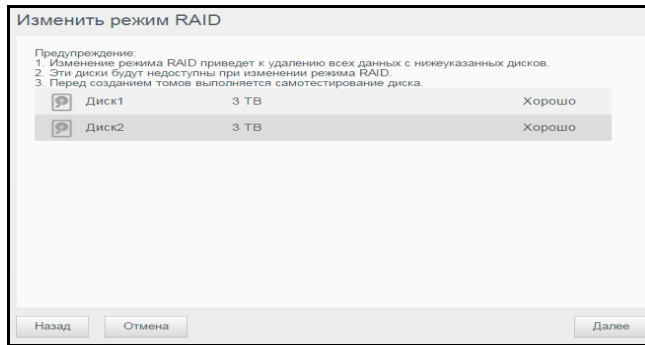 Изменить режим RAID
Предупреждение:
1. Изменение режима RAID приведет к удалению всех данных с нижеуказанных дисков.
2. Эти диски будут недоступны при изменении режима RAID.
3. Перед созданием томов выполняется самотестирование диска.
Диск1 3 ТВ Хорошо
Диск2 3 ТВ Хорошо
Назад Отмена Далее